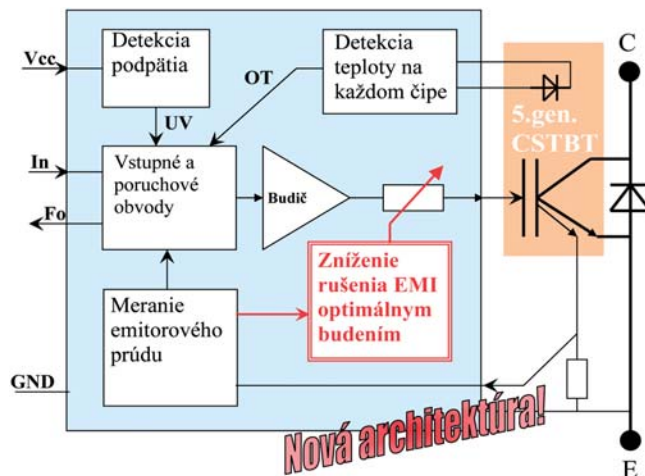 Vcc
Detekcia
podpätia
UV
OT
Detekcia
teploty na
každom čipe
5.gen.
CSTBT
C
In
Fo
Vstupné a
poruchové
obvody
Budič
Zníženie
rušenia EMI
optimálnym
budením
Meranie
emitorového
prúdu
GND
Nová architektúra!
E